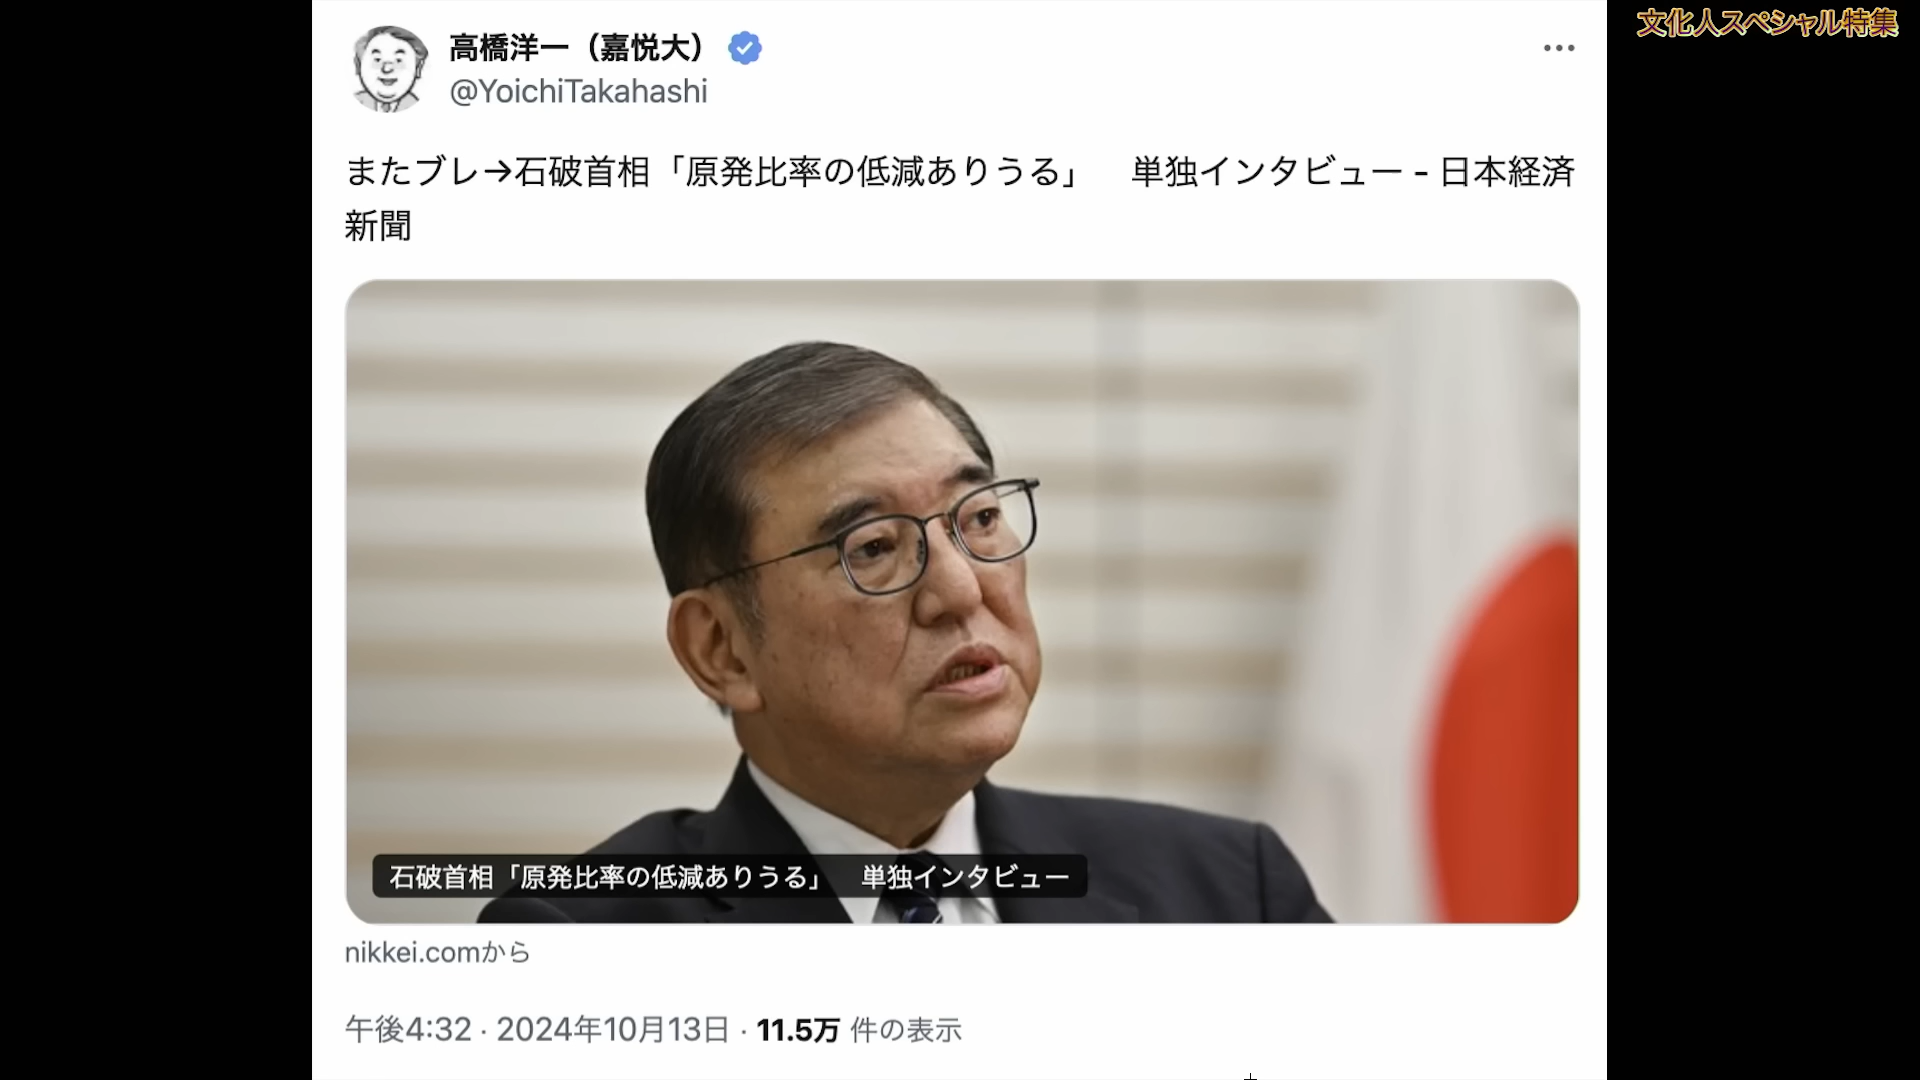 文化人スペシャル特集
高橋洋一（嘉悦大）
@YoichiTakahashi
またブレ→石破首相「原発比率の低減ありうる」　単独インタビュー - 日本経済
新聞
石破首相「原発比率の低減ありうる」　単独インタビュー
nikkei.comから
午後4:32 · 2024年10月13日 · 11.5万 件の表示